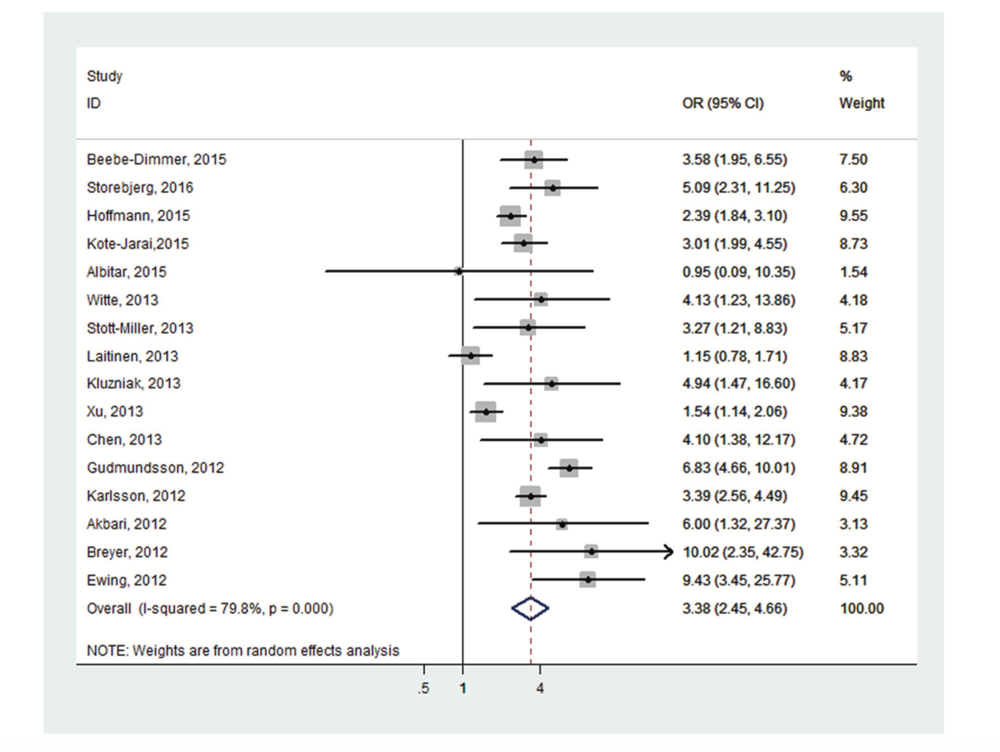 Study %
ID OR (95% CI) Weight
Beebe-Dimmer, 2015 3.58 (1.95, 6.55) 7.50
Storebjerg, 2016 5.09 (2.31, 11.25) 6.30
Hoffmann, 2015 2.39 (1.84, 3.10) 9.55
Kote-Jarai,2015 3.01 (1.99, 4.55) 8.73
Albitar, 2015 0.95 (0.09, 10.35) 1.54
Witte, 2013 4.13 (1.23, 13.86) 4.18
Stott-Miller, 2013 3.27 (1.21, 8.83) 5.17
Laitinen, 2013 1.15 (0.78, 1.71) 8.83
Kluzniak, 2013 4.94 (1.47, 16.60) 4.17
Xu, 2013 1.54 (1.14, 2.06) 9.38
Chen, 2013 4.10 (1.38, 12.17) 4.72
Gudmundsson, 2012 6.83 (4.66, 10.01) 8.91
Karlsson, 2012 3.39 (2.56, 4.49) 9.45
Akbari, 2012 6.00 (1.32, 27.37) 3.13
Breyer, 2012 10.02 (2.35, 42.75) 3.32
Ewing, 2012 9.43 (3.45, 25.77) 5.11
Overall (I-squared = 79.8%, p = 0.000) 3.38 (2.45, 4.66) 100.00
NOTE: Weights are from random effects analysis
.5 1 4